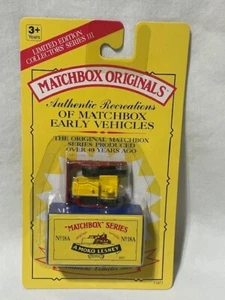 3+
Years
LIMITED EDITION
COLLECTORS' SERIES III
MATCHBOX ORIGINALS
Authentic Recreations
OF MATCHBOX
EARLY VEHICLES
THE ORIGINAL MATCHBOX
SERIES PRODUCED
OVER 40 YEARS AGO
"MATCHBOX" SERIES
A MOKO LESNEY